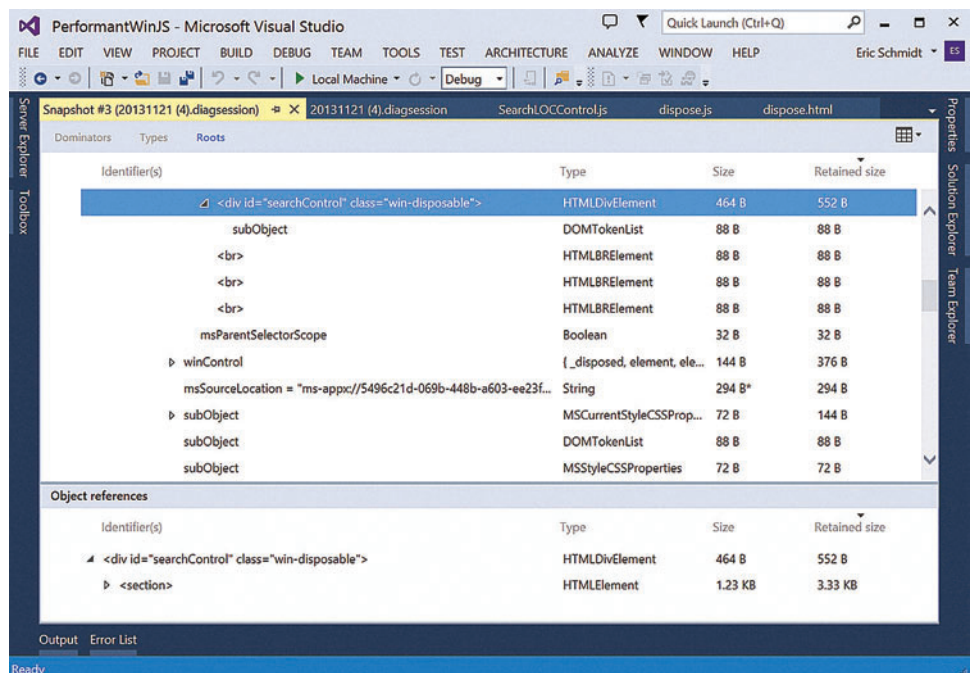 PerformantWinJS - Microsoft Visual Studio Quick Launch (Ctrl+Q)
FILE EDIT VIEW PROJECT BUILD DEBUG TEAM TOOLS TEST ARCHITECTURE ANALYZE WINDOW HELP Eric Schmidt ES
Local Machine Debug
Server Explorer
Toolbox
Snapshot #3 (20131121 (4).diagsession) 20131121 (4).diagsession SearchLOCControl.js dispose.js dispose.html
Properties
Solution Explorer
Team Explorer
Dominators Types Roots
Identifier(s) Type Size Retained size
<div id="searchControl" class="win-disposable"> HTMLDivElement 464 B 552 B
subObject DOMTokenList 88 B 88 B
<br> HTMLBRElement 88 B 88 B
<br> HTMLBRElement 88 B 88 B
<br> HTMLBRElement 88 B 88 B
msParentSelectorScope Boolean 32 B 32 B
winControl {_disposed, element, ele... 144 B 376 B
msSourceLocation = "ms-appx://5496c21d-069b-448b-a603-ee23f... String 294 B* 294 B
subObject MSCurrentStyleCSSProp... 72 B 144 B
subObject DOMTokenList 88 B 88 B
subObject MSStyleCSSProperties 72 B 72 B
Object references
Identifier(s) Type Size Retained size
<div id="searchControl" class="win-disposable"> HTMLDivElement 464 B 552 B
<section> HTMLElement 1.23 KB 3.33 KB
Output Error List
Ready